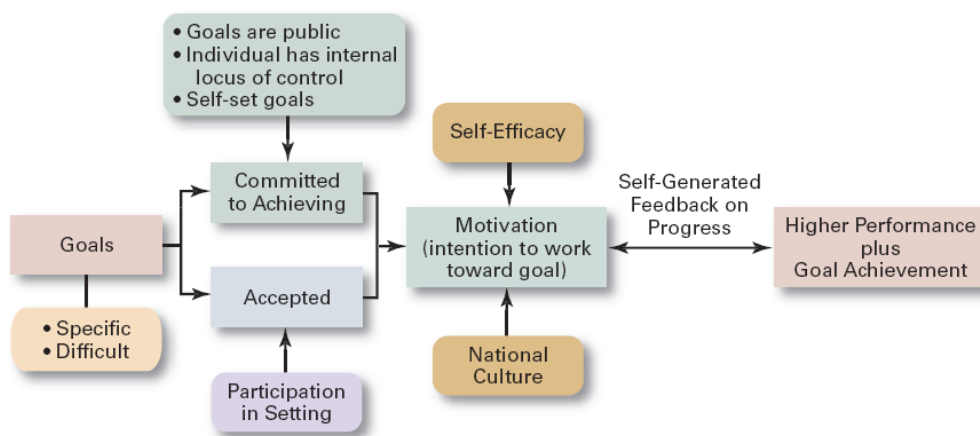 • Goals are public
• Individual has internal
locus of control
• Self-set goals
Self-Efficacy
Committed
to Achieving
Self-Generated
Feedback on
Progress
Goals
Motivation
(intention to work
toward goal)
Higher Performance
plus
Goal Achievement
Accepted
• Specific
• Difficult
Participation
in Setting
National
Culture